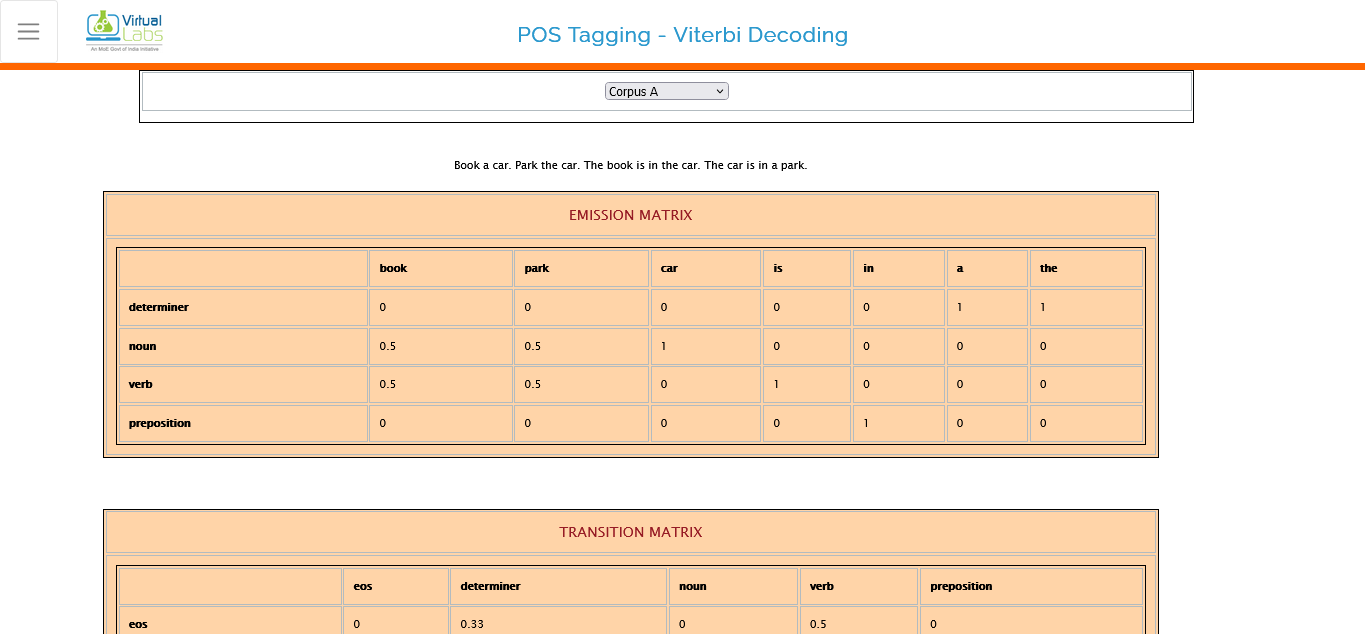 Virtual
Labs
An MoE Govt of India Initiative
POS Tagging - Viterbi Decoding
Corpus A
Book a car. Park the car. The book is in the car. The car is in a park.
EMISSION MATRIX
book park car is in a the
determiner 0 0 0 0 0 1 1
noun 0.5 0.5 1 0 0 0 0
verb 0.5 0.5 0 1 0 0 0
preposition 0 0 0 0 1 0 0
TRANSITION MATRIX
eos determiner noun verb preposition
eos 0 0.33 0 0.5 0